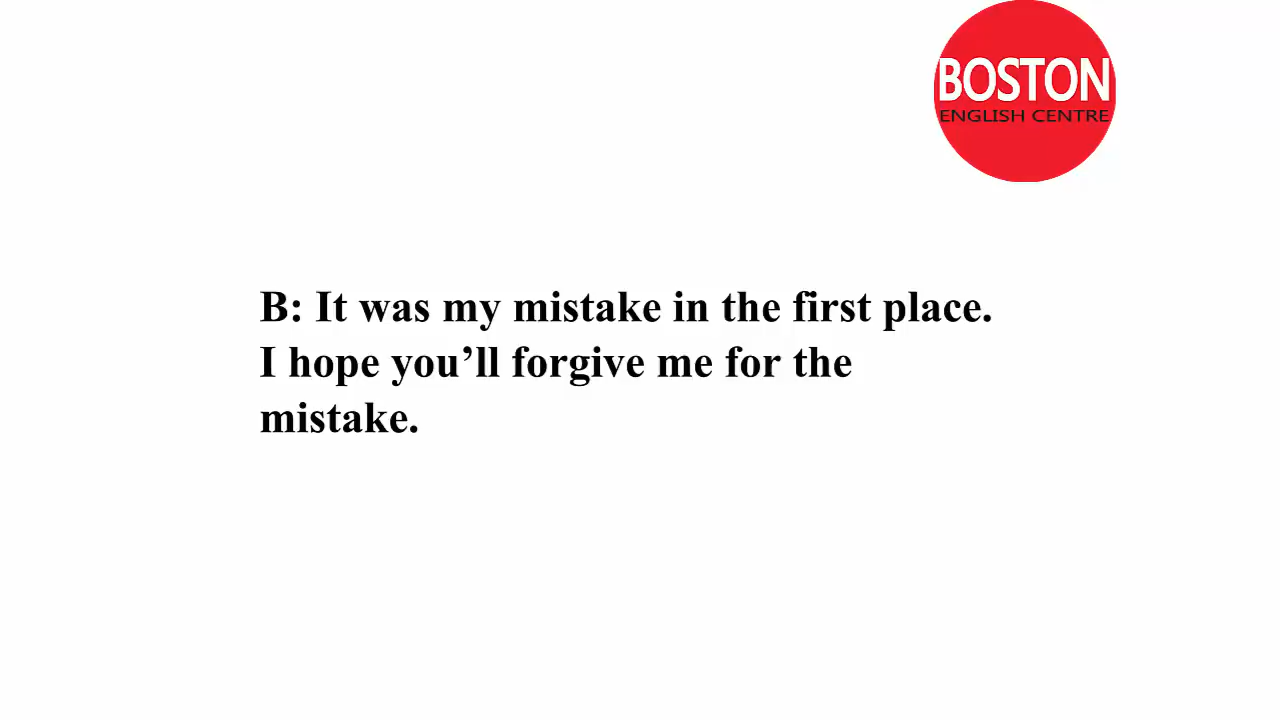 BOSTON
ENGLISH CENTRE
B: It was my mistake in the first place.
I hope you’ll forgive me for the
mistake.